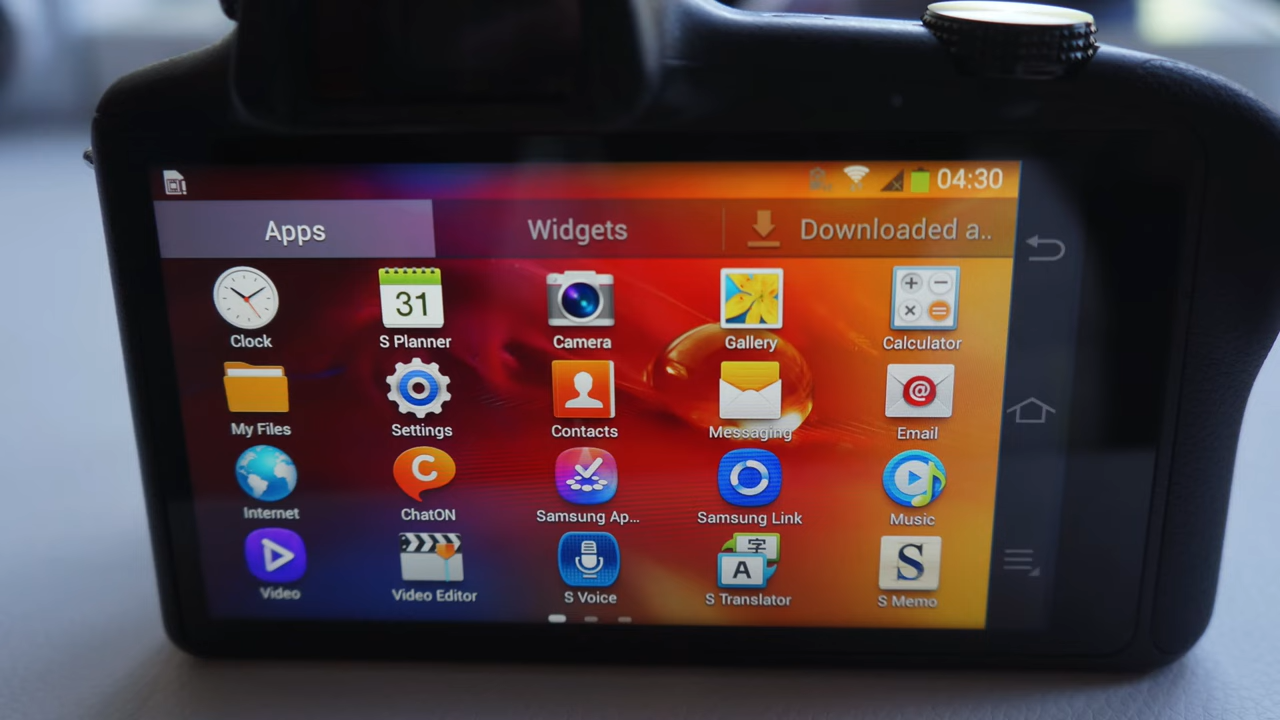 04:30
Apps Widgets Downloaded a..
31
Clock S Planner Camera Gallery Calculator
@
My Files Settings Contacts Messaging Email
C
Internet ChatON Samsung Ap... Samsung Link Music
字
A S
Video Video Editor S Voice S Translator S Memo